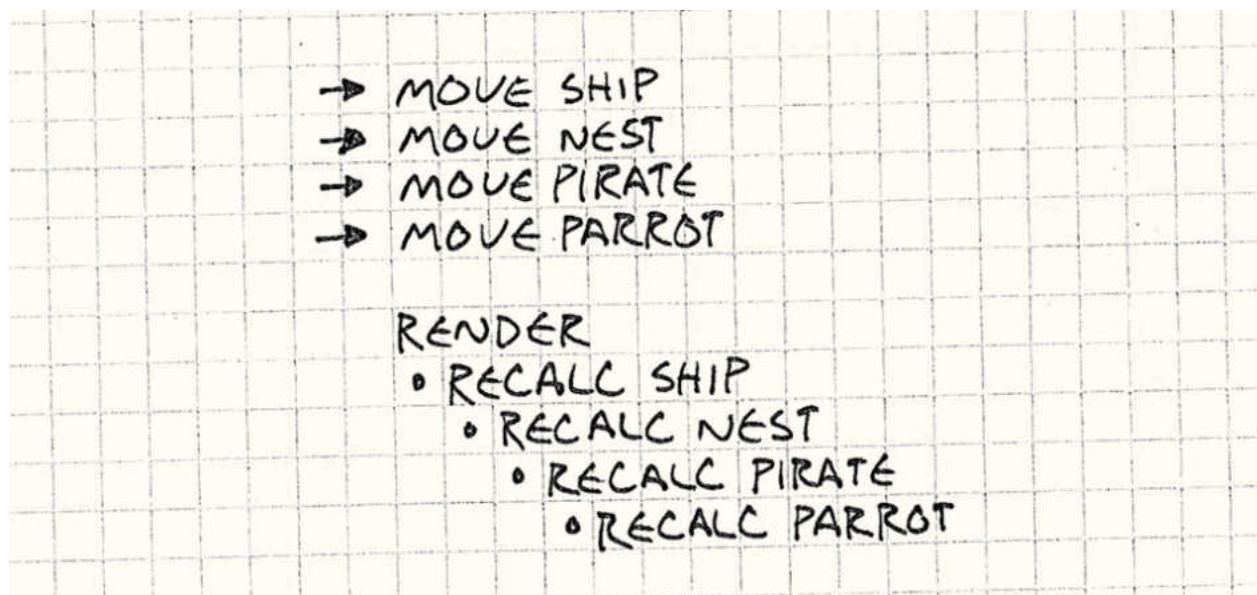 → MOVE SHIP
→ MOVE NEST
→ MOVE PIRATE
→ MOVE PARROT
RENDER
• RECALC SHIP
• RECALC NEST
• RECALC PIRATE
• RECALC PARROT